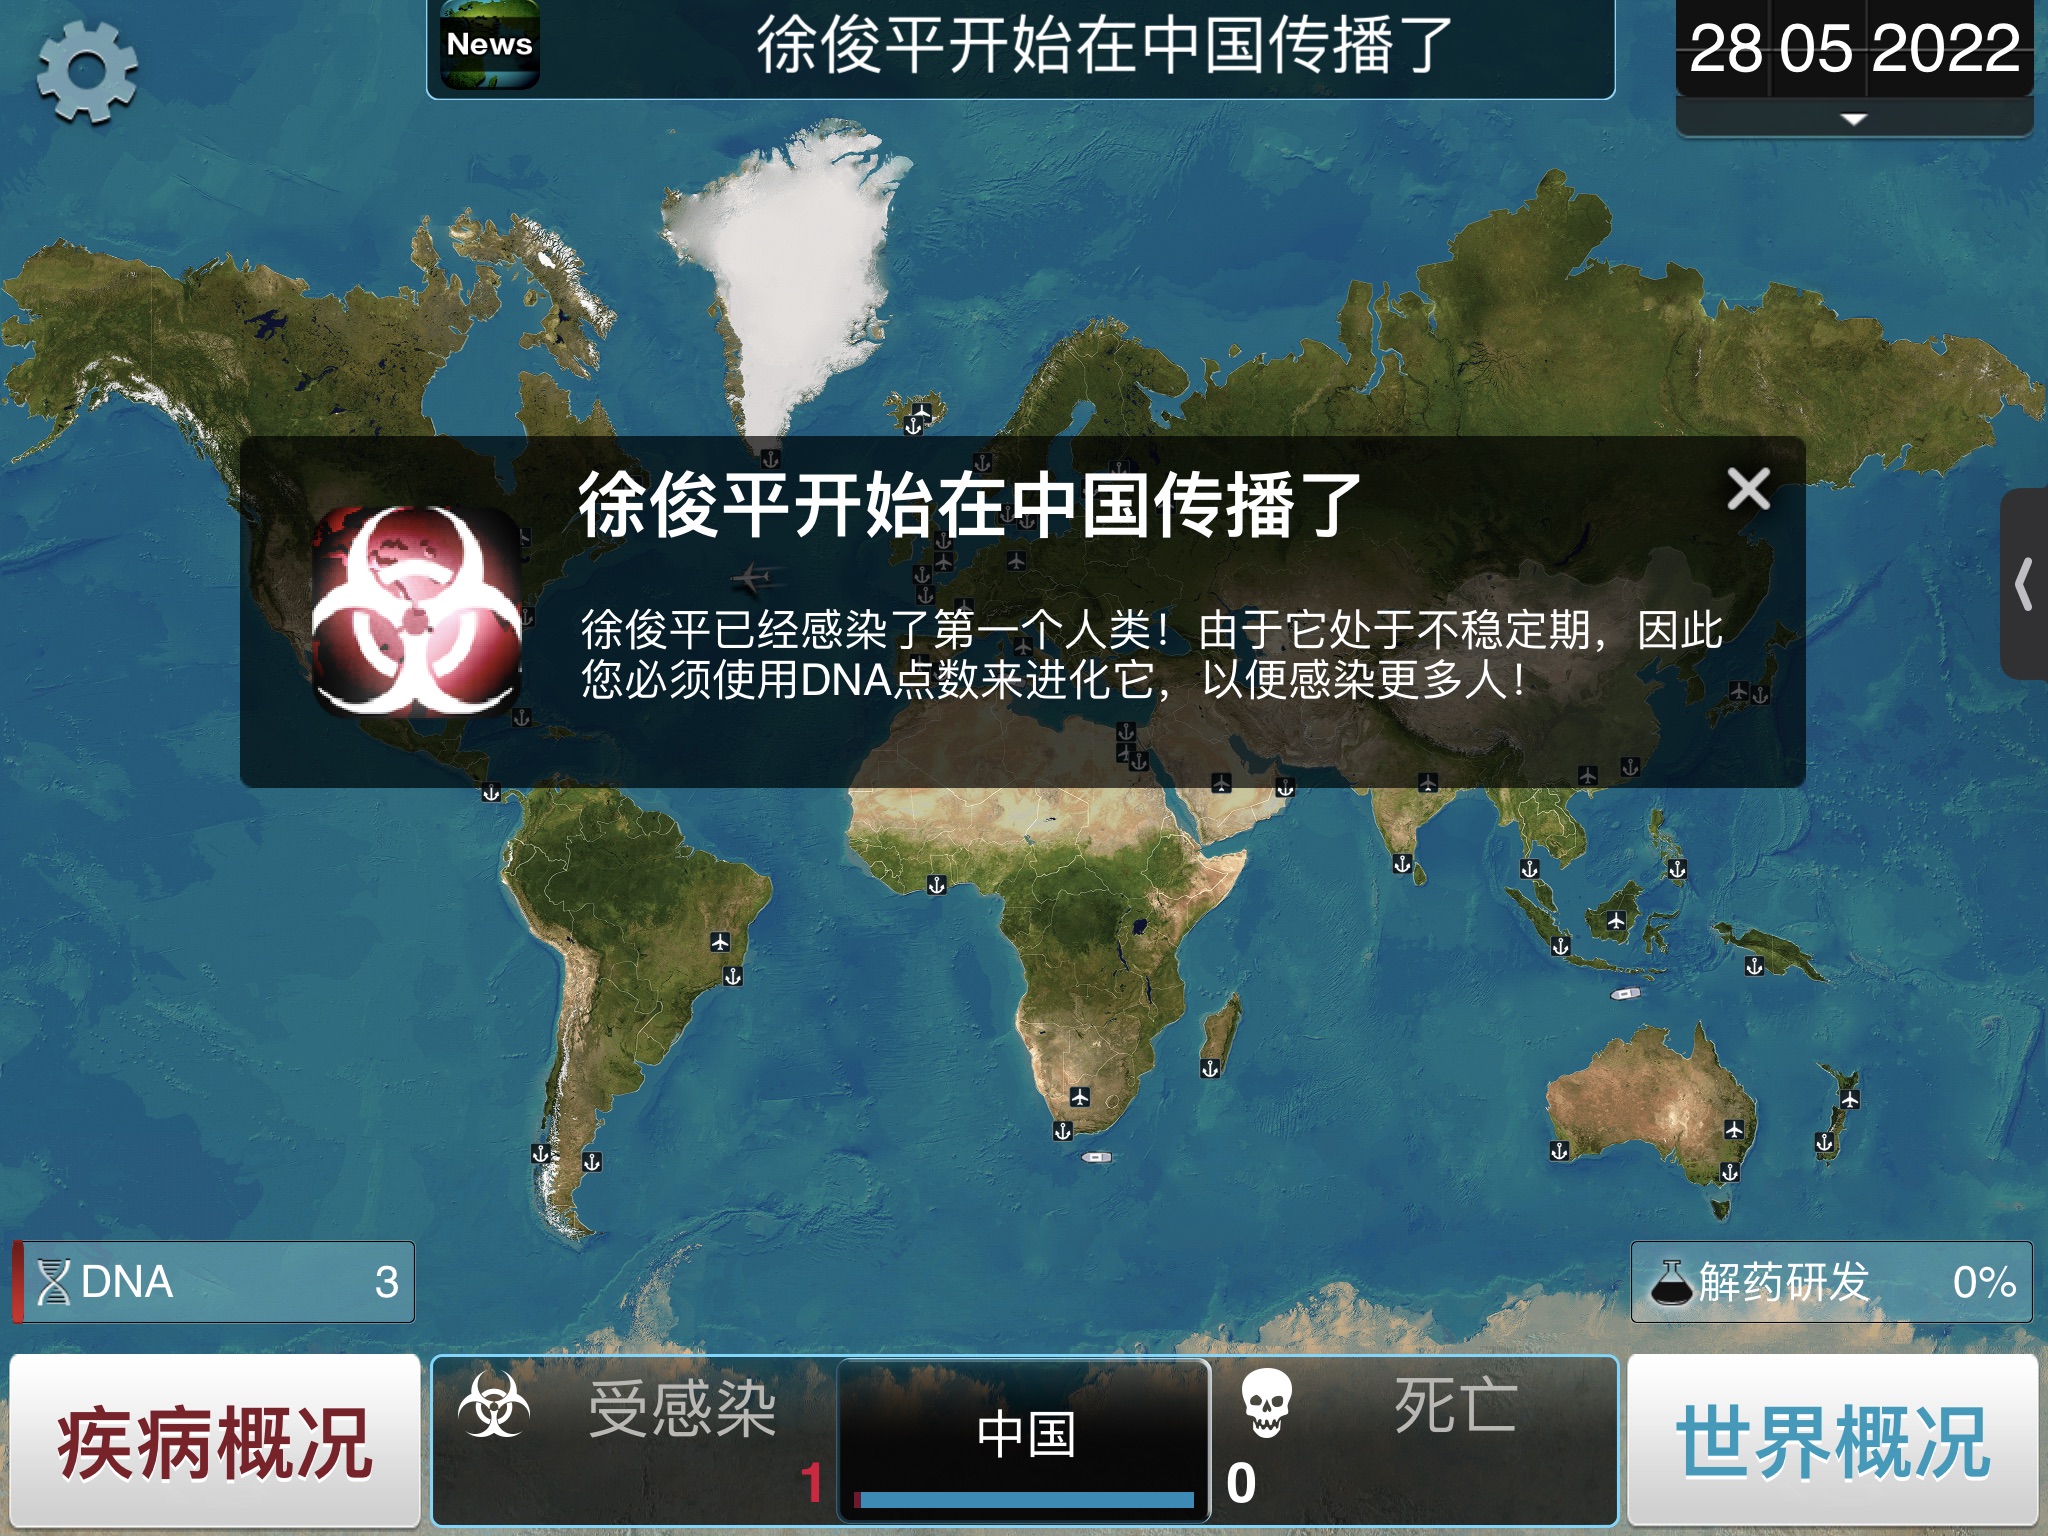 News
徐俊平开始在中国传播了
28 05 2022
徐俊平开始在中国传播了
徐俊平已经感染了第一个人类！由于它处于不稳定期，因此
您必须使用DNA点数来进化它，以便感染更多人！
DNA 3
解药研发 0%
疾病概况
受感染
1
中国
死亡
0
世界概况